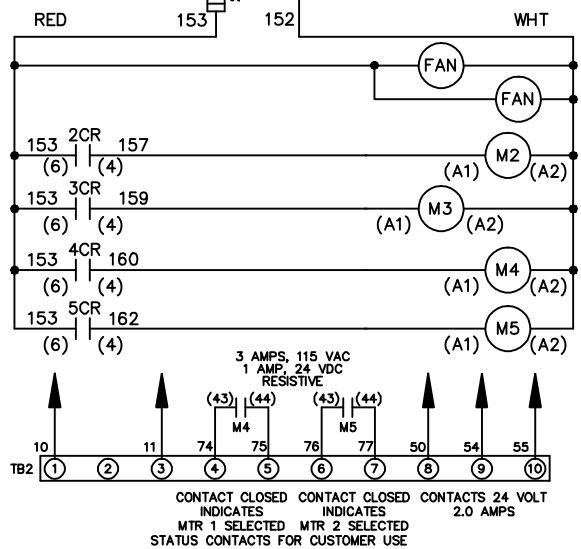 RED 153 152 WHT
FAN
FAN
2CR
153 157 M2
(6) (4) (A1) (A2)
3CR
153 159 M3
(6) (4) (A1) (A2)
4CR
153 160 M4
(6) (4) (A1) (A2)
5CR
153 162 M5
(6) (4) (A1) (A2)
3 AMPS, 115 VAC
1 AMP, 24 VDC
RESISTIVE
(43) (44) (43) (44)
M4 M5
10 11 74 75 76 77 50 54 55
TB2 1 2 3 4 5 6 7 8 9 10
CONTACT CLOSED
INDICATES
MTR 1 SELECTED
CONTACT CLOSED
INDICATES
MTR 2 SELECTED
STATUS CONTACTS FOR CUSTOMER USE
CONTACTS 24 VOLT
2.0 AMPS